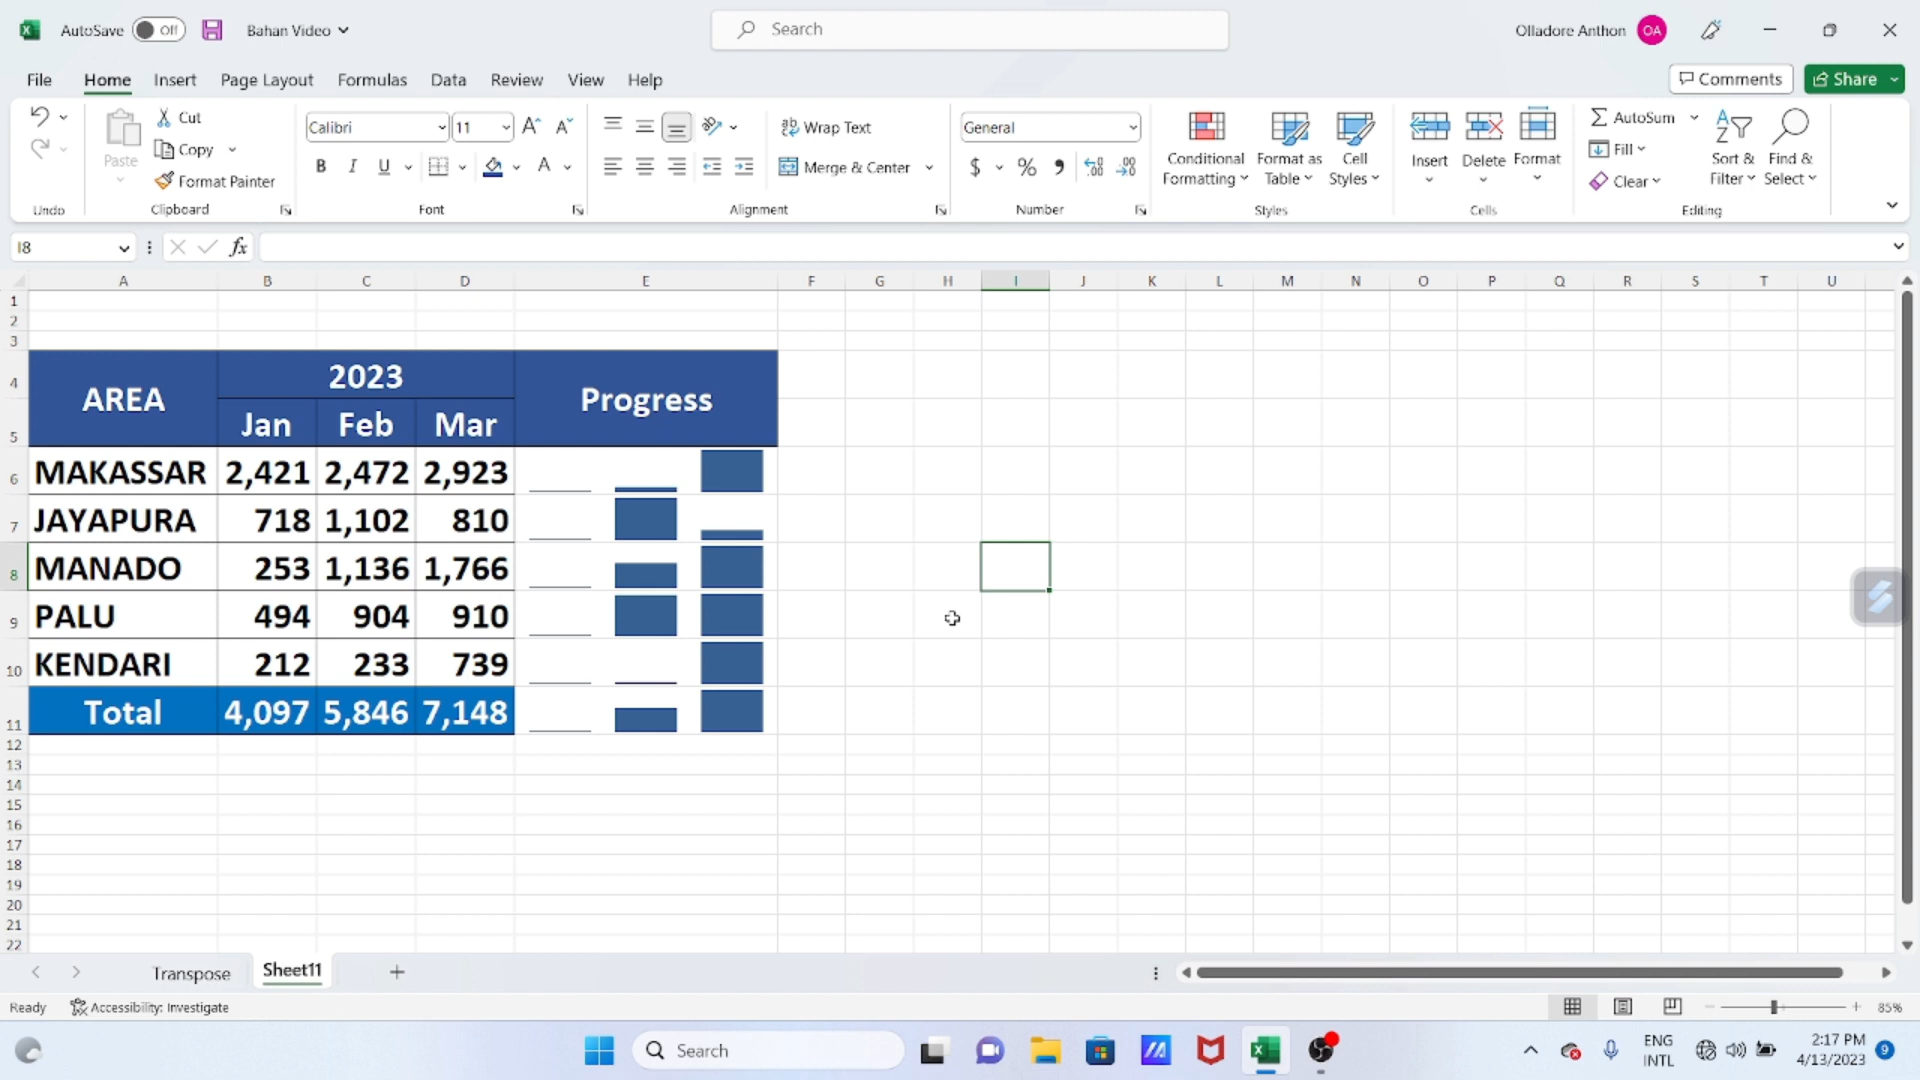 AutoSave Off Bahan Video Search Olladore Anthon OA
File Home Insert Page Layout Formulas Data Review View Help Comments Share
Paste Cut Copy Format Painter
Calibri 11 B I U A
Wrap Text Merge & Center
General $ %
Conditional Formatting Format as Table Cell Styles
Insert Delete Format
AutoSum Fill Clear Sort & Filter Find & Select
Undo Clipboard Font Alignment Number Styles Cells Editing
I8 fx
A B C D E F G H I J K L M N O P Q R S T U
1
2
3
4 AREA 2023 Progress
5 Jan Feb Mar
6 MAKASSAR 2,421 2,472 2,923
7 JAYAPURA 718 1,102 810
8 MANADO 253 1,136 1,766
9 PALU 494 904 910
10 KENDARI 212 233 739
11 Total 4,097 5,846 7,148
12
13
14
15
16
17
18
19
20
21
22
Transpose Sheet11 +
Ready Accessibility: Investigate 85%
Search ENG INTL 2:17 PM 4/13/2023 9